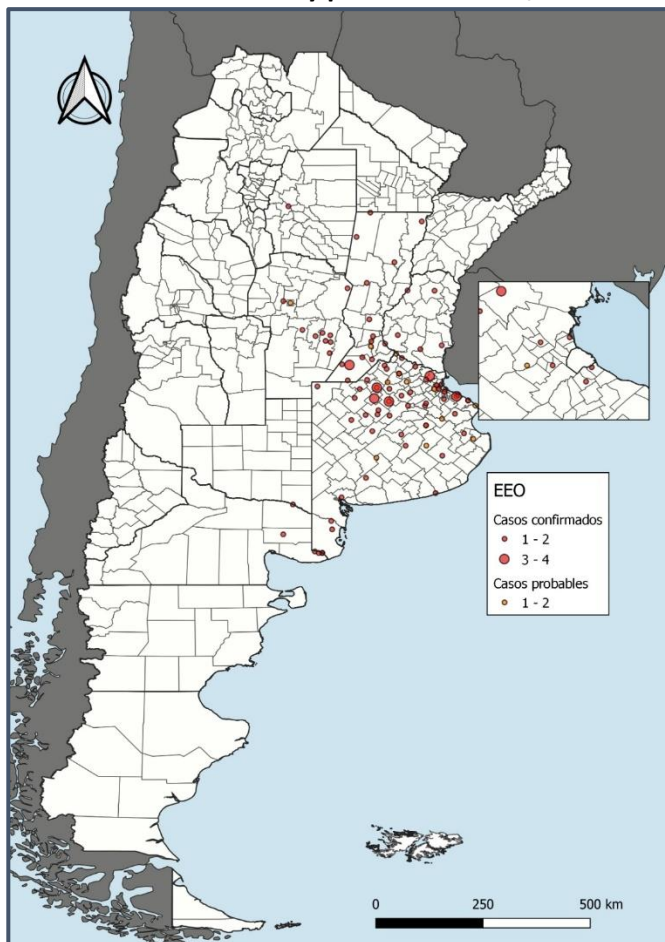 EEO
Casos confirmados
1 - 2
3 - 4
Casos probables
1 - 2
0 250 500 km